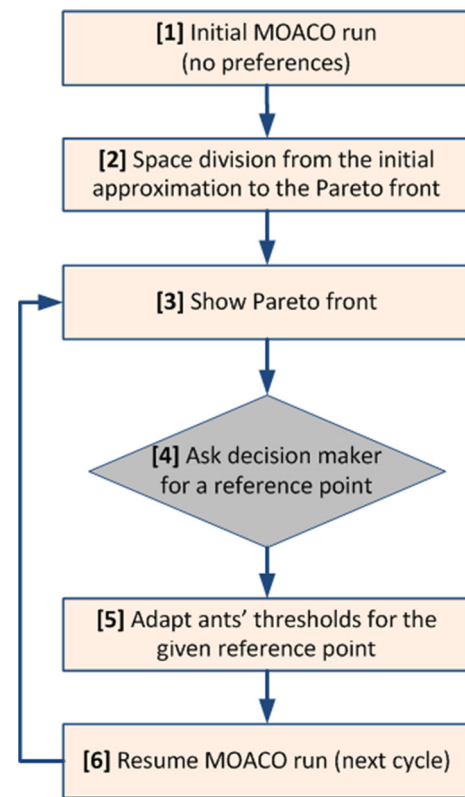 [1] Initial MOACO run
(no preferences)
[2] Space division from the initial
approximation to the Pareto front
[3] Show Pareto front
[4] Ask decision maker
for a reference point
[5] Adapt ants’ thresholds for the
given reference point
[6] Resume MOACO run (next cycle)